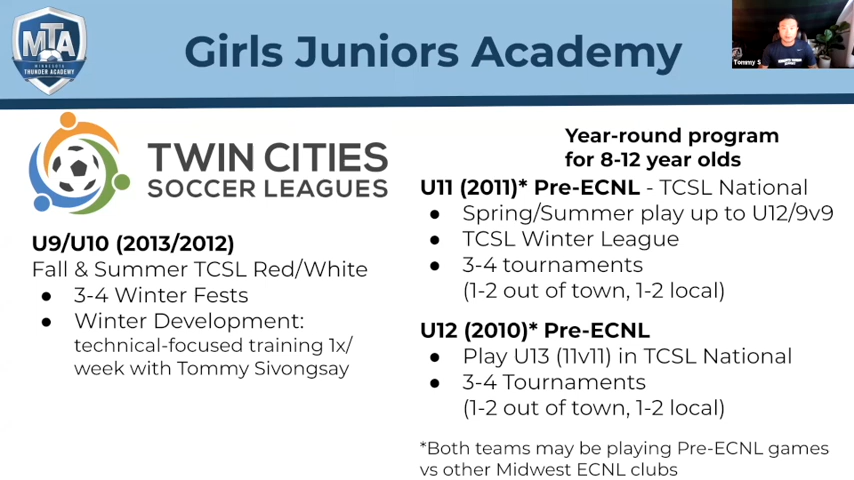 MTA
MINNESOTA
THUNDER ACADEMY
Girls Juniors Academy
Tommy S
TWIN CITIES
SOCCER LEAGUES
U9/U10 (2013/2012)
Fall & Summer TCSL Red/White
● 3-4 Winter Fests
● Winter Development:
technical-focused training 1x/
week with Tommy Sivongsay
Year-round program
for 8-12 year olds
U11 (2011)* Pre-ECNL - TCSL National
● Spring/Summer play up to U12/9v9
● TCSL Winter League
● 3-4 tournaments
(1-2 out of town, 1-2 local)
U12 (2010)* Pre-ECNL
● Play U13 (11v11) in TCSL National
● 3-4 Tournaments
(1-2 out of town, 1-2 local)
*Both teams may be playing Pre-ECNL games
vs other Midwest ECNL clubs